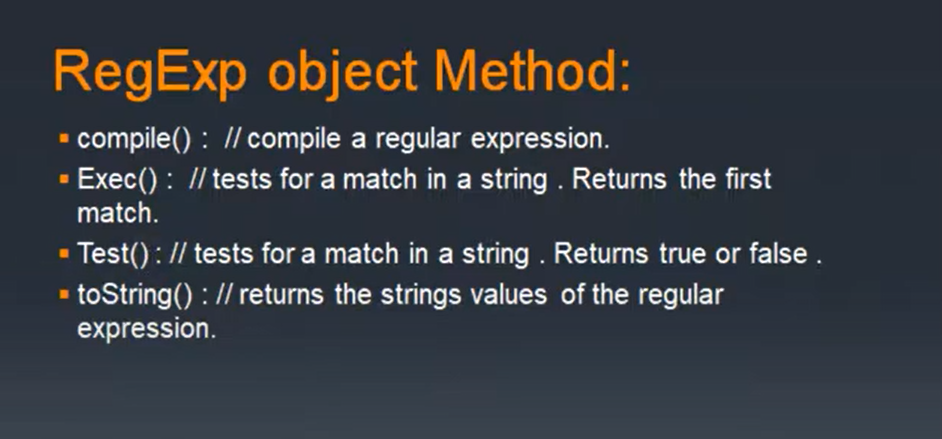 RegExp object Method:
compile() : // compile a regular expression.
Exec() : // tests for a match in a string . Returns the first
match.
Test() : // tests for a match in a string . Returns true or false .
toString() : // returns the strings values of the regular
expression.